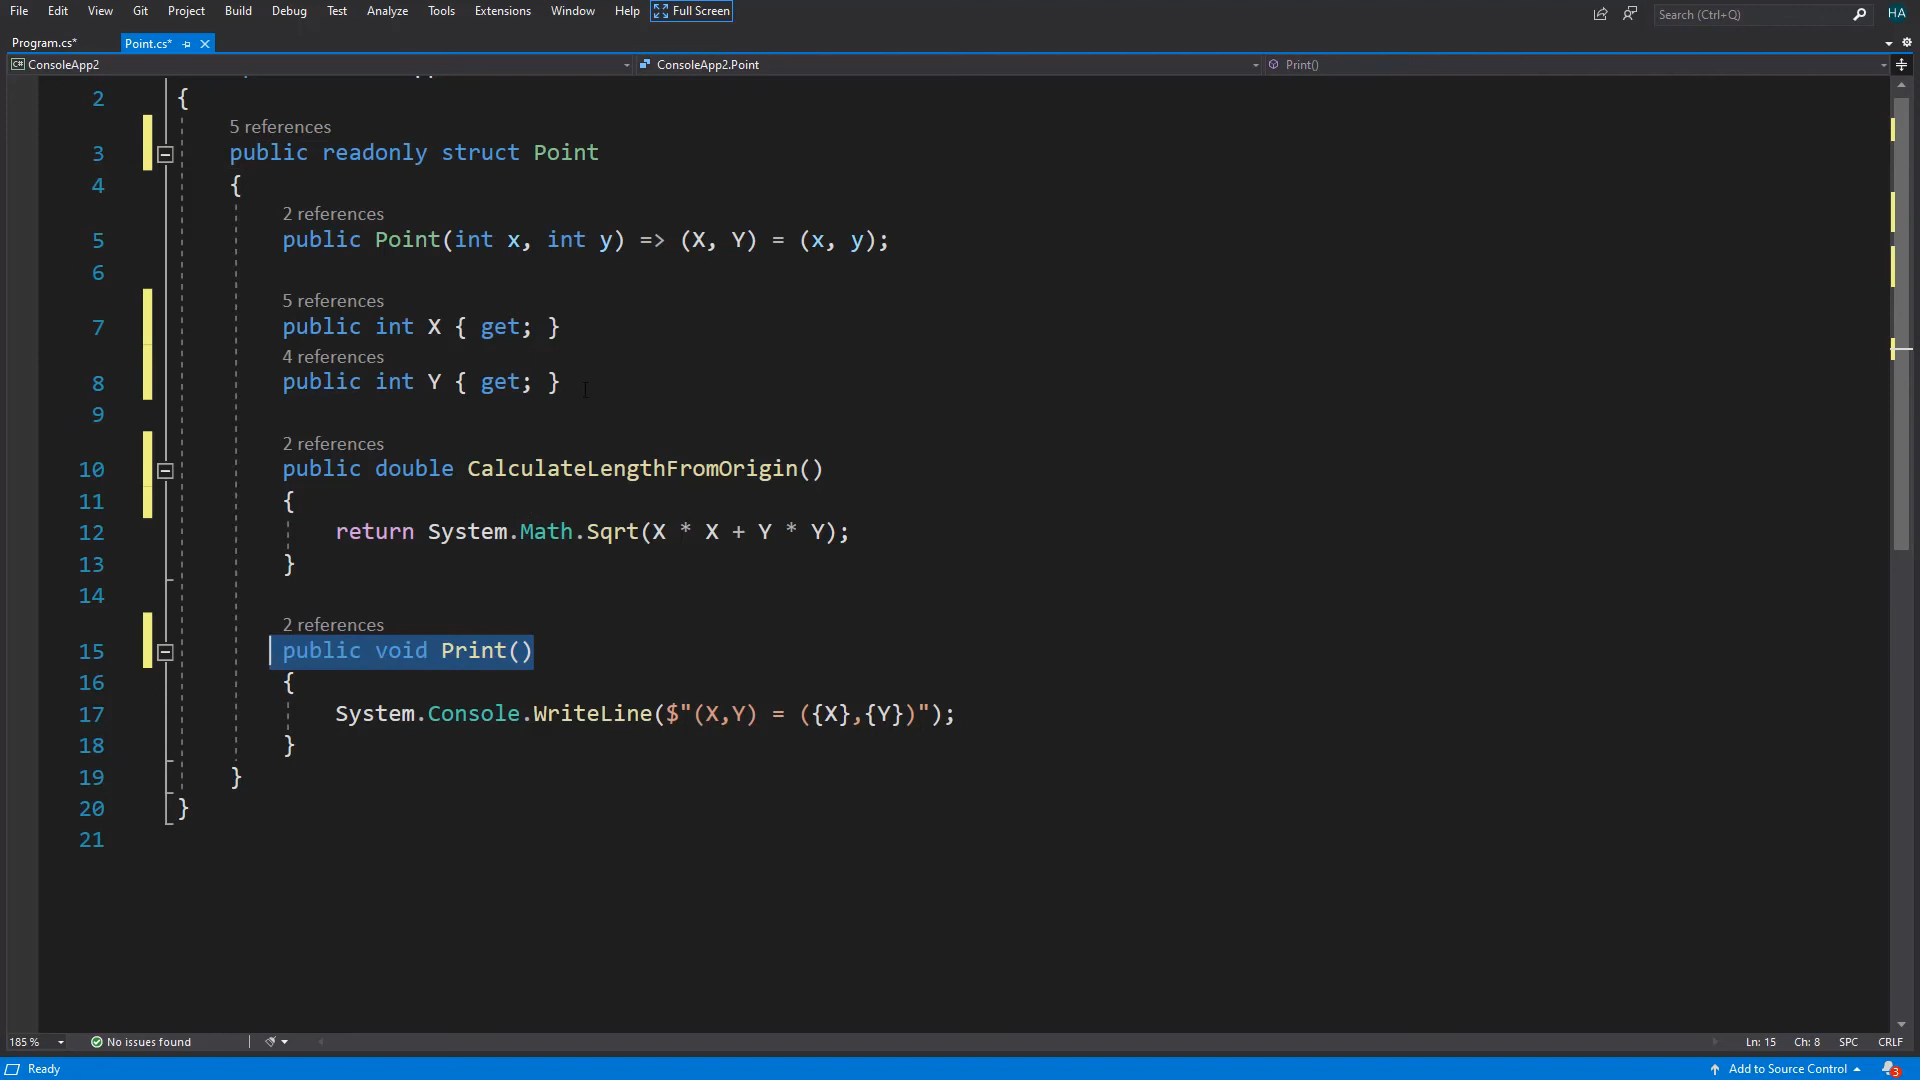 File Edit View Git Project Build Debug Test Analyze Tools Extensions Window Help Full Screen Search (Ctrl+Q) HA
Program.cs* Point.cs*
C# ConsoleApp2 ConsoleApp2.Point Print()
2 {
5 references
3 public readonly struct Point
4 {
2 references
5 public Point(int x, int y) => (X, Y) = (x, y);
6
5 references
7 public int X { get; }
4 references
8 public int Y { get; }
9
2 references
10 public double CalculateLengthFromOrigin()
11 {
12 return System.Math.Sqrt(X * X + Y * Y);
13 }
14
2 references
15 public void Print()
16 {
17 System.Console.WriteLine($"(X,Y) = ({X},{Y})");
18 }
19 }
20 }
21
185 % No issues found Ln: 15 Ch: 8 SPC CRLF
Ready Add to Source Control 3